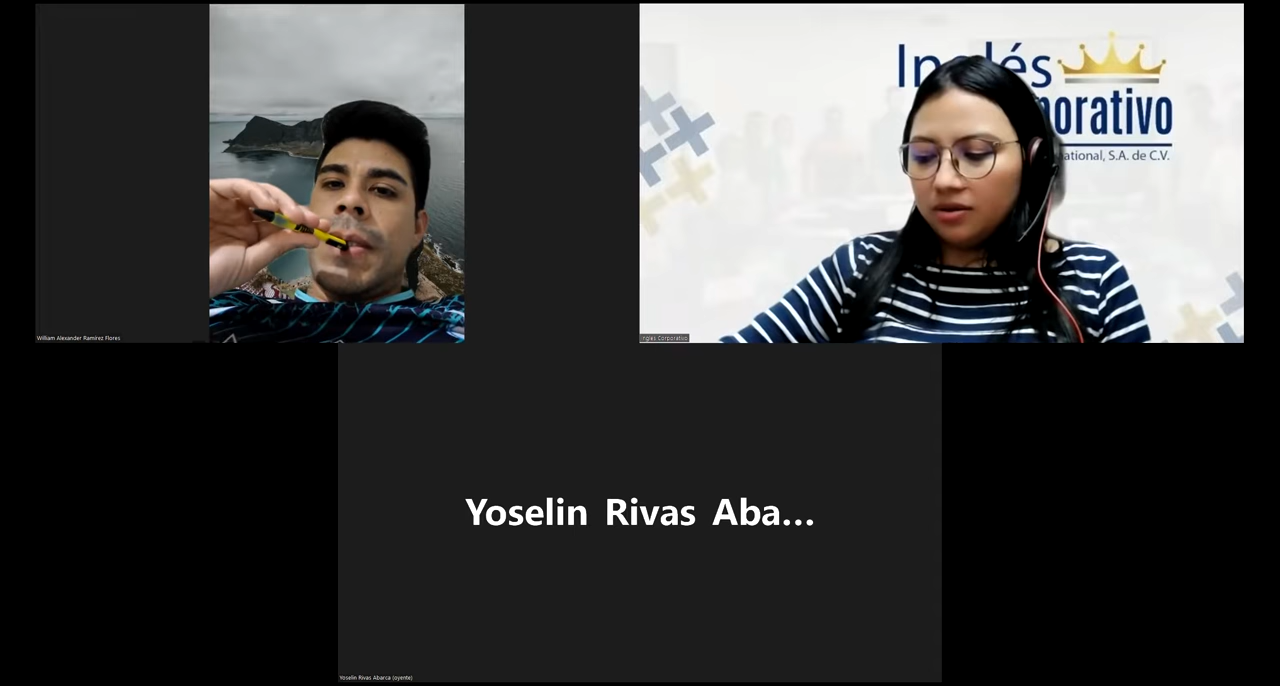 Inglés
orativo
ational, S.A. de C.V.
William Alexander Ramirez Flores
Ingles Corporativo
Yoselin Rivas Aba...
Yoselin Rivas Abarca (oyente)